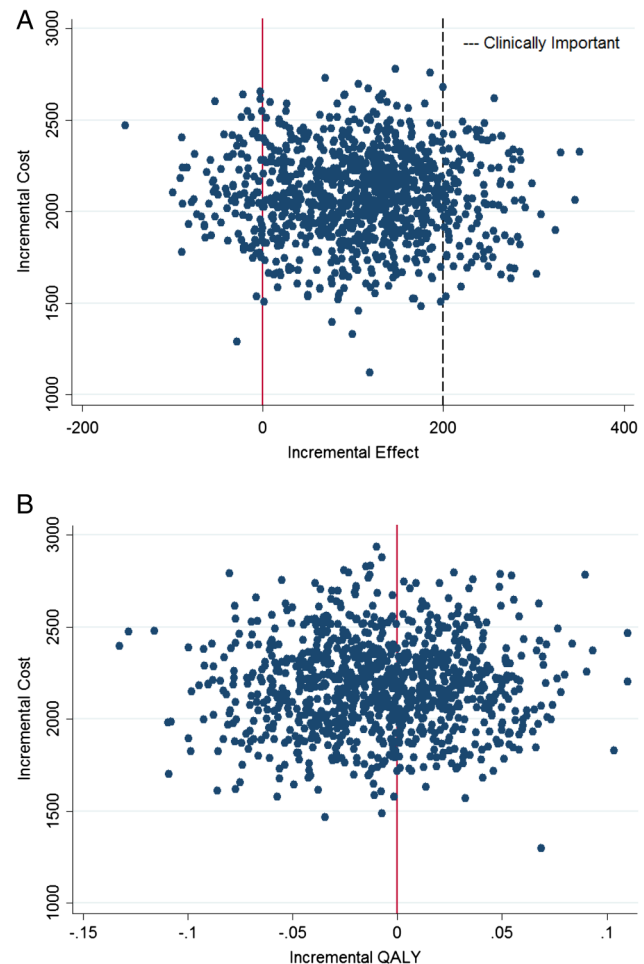 A
--- Clinically Important
3000
2500
2000
1500
1000
Incremental Cost
-200
0
200
400
Incremental Effect
B
3000
2500
2000
1500
1000
Incremental Cost
-.15
-.1
-.05
0
.05
.1
Incremental QALY